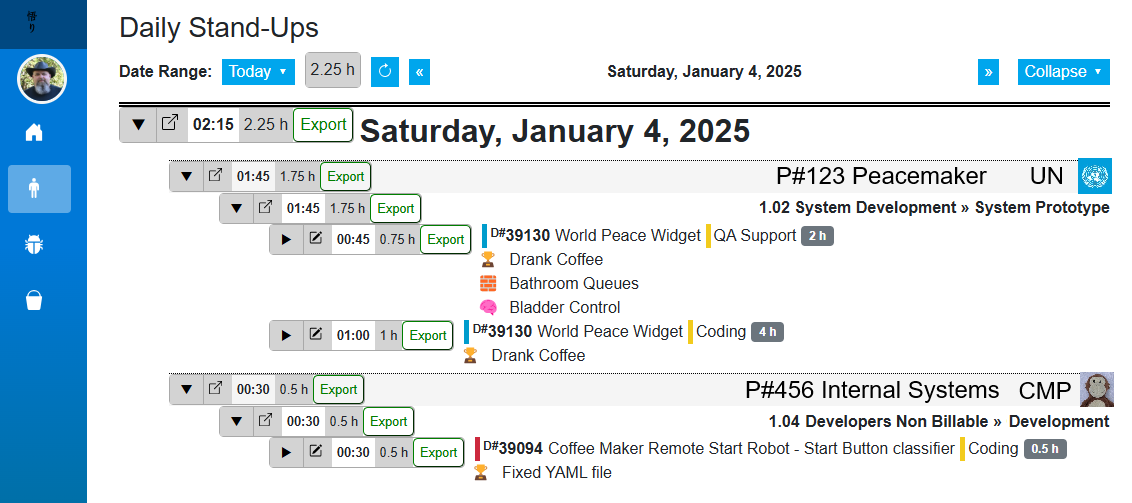 悟り
Daily Stand-Ups
Date Range: Today ▼ 2.25 h « Saturday, January 4, 2025 » Collapse ▼
▼ 02:15 2.25 h Export Saturday, January 4, 2025
▼ 01:45 1.75 h Export P#123 Peacemaker UN
▼ 01:45 1.75 h Export 1.02 System Development » System Prototype
▶ 00:45 0.75 h Export D#39130 World Peace Widget QA Support 2 h
Drank Coffee
Bathroom Queues
Bladder Control
▶ 01:00 1 h Export D#39130 World Peace Widget Coding 4 h
Drank Coffee
▼ 00:30 0.5 h Export P#456 Internal Systems CMP
▼ 00:30 0.5 h Export 1.04 Developers Non Billable » Development
▶ 00:30 0.5 h Export D#39094 Coffee Maker Remote Start Robot - Start Button classifier Coding 0.5 h
Fixed YAML file